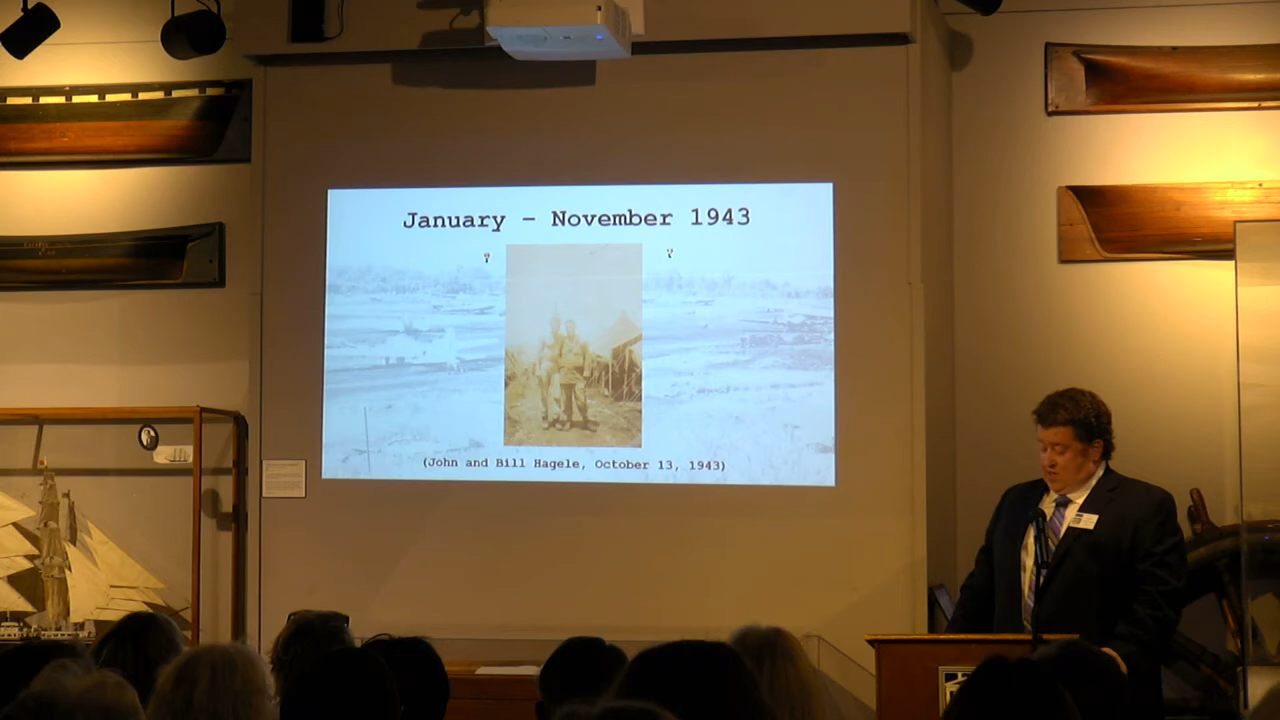 January – November 1943
?
?
(John and Bill Hagele, October 13, 1943)